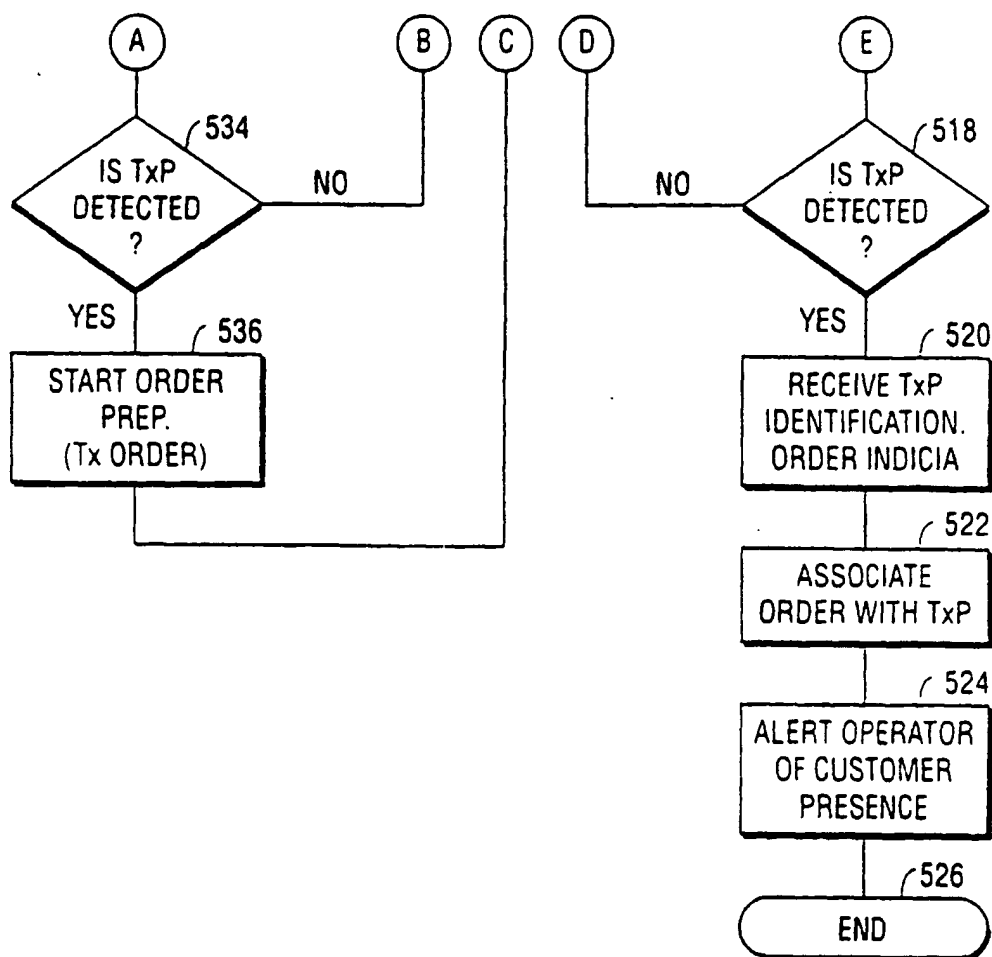 A
B
C
D
E
534
IS TxP
DETECTED
?
NO
YES
536
START ORDER
PREP.
(Tx ORDER)
518
IS TxP
DETECTED
?
NO
YES
520
RECEIVE TxP
IDENTIFICATION.
ORDER INDICIA
522
ASSOCIATE
ORDER WITH TxP
524
ALERT OPERATOR
OF CUSTOMER
PRESENCE
526
END